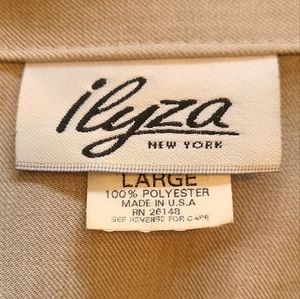 ilyza
NEW YORK
LARGE
100% POLYESTER
MADE IN U.S.A
RN 26148
SEE REVERSE FOR CARE